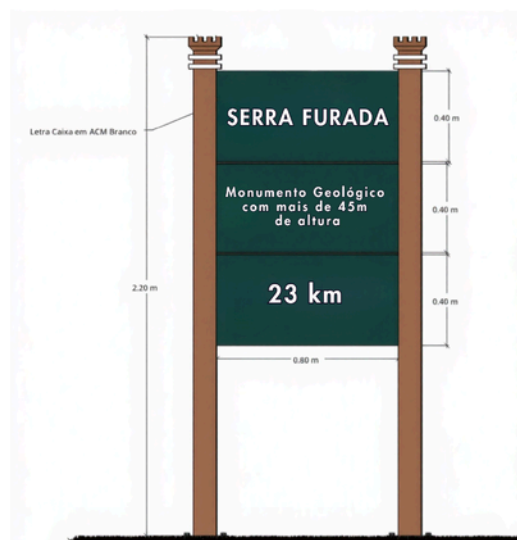 Letra Caixa em ACM Branco
SERRA FURADA
0.40 m
Monumento Geológico
com mais de 45m
de altura
0.40 m
2.20 m
23 km
0.40 m
0.80 m